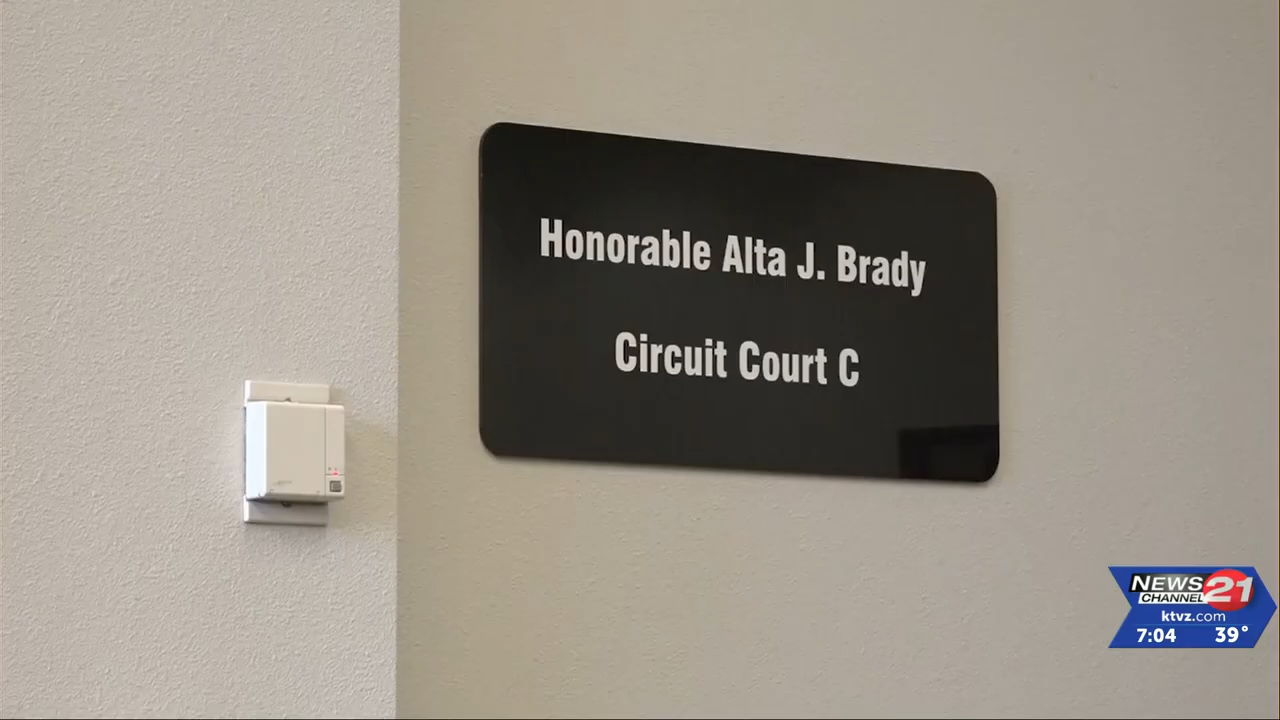 Honorable Alta J. Brady
Circuit Court C
NEWS 21
CHANNEL
ktvz.com
7:04 39°